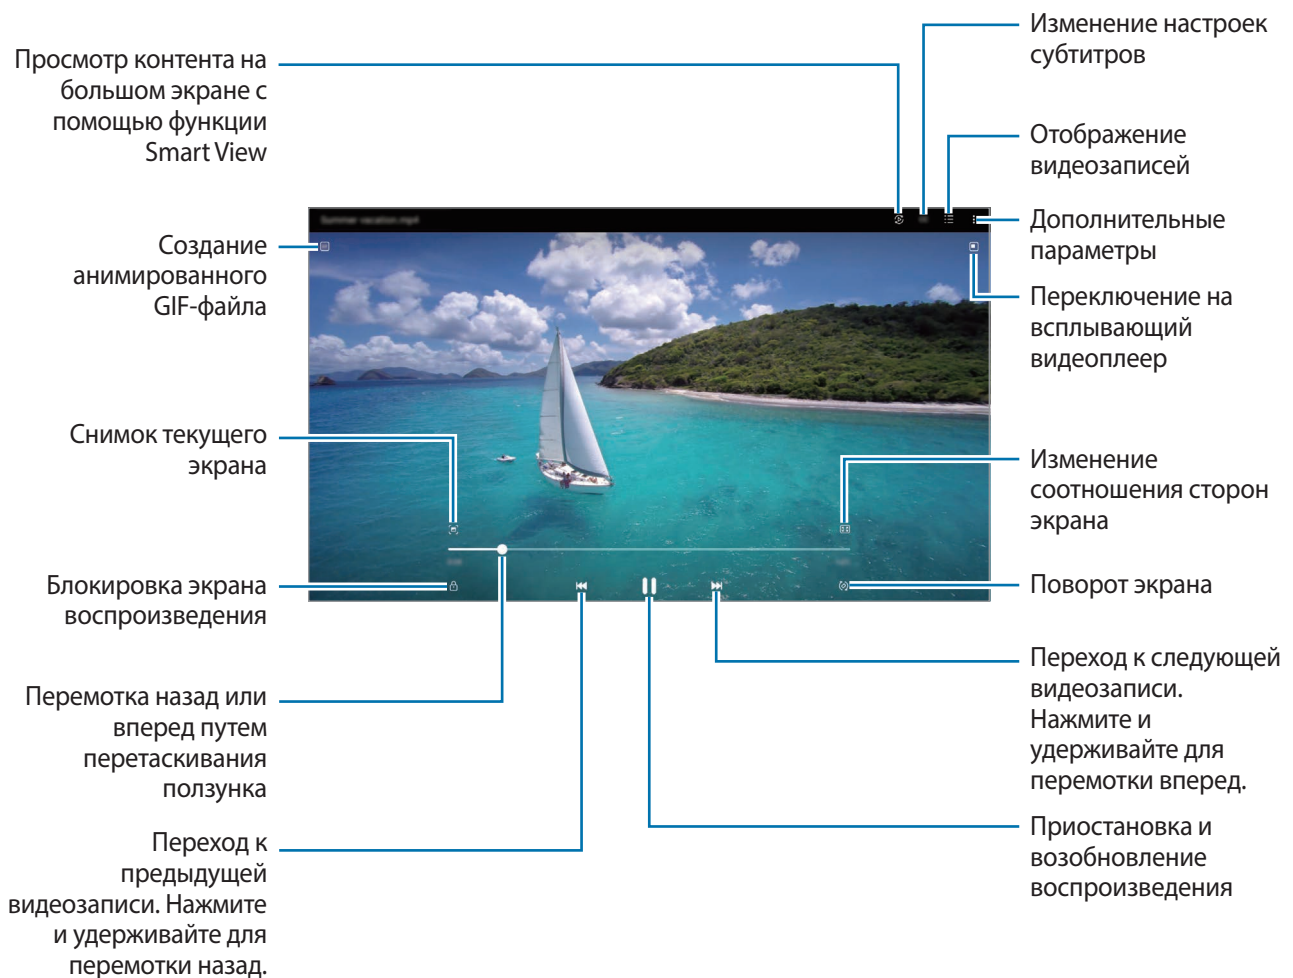 Просмотр контента на
большом экране с
помощью функции
Smart View
Создание
анимированного
GIF-файла
Снимок текущего
экрана
Блокировка экрана
воспроизведения
Перемотка назад или
вперед путем
перетаскивания
ползунка
Переход к
предыдущей
видеозаписи. Нажмите
и удерживайте для
перемотки назад.
Summer vacation.mp4
Изменение настроек
субтитров
Отображение
видеозаписей
Дополнительные
параметры
Переключение на
всплывающий
видеоплеер
Изменение
соотношения сторон
экрана
Поворот экрана
Переход к следующей
видеозаписи.
Нажмите и
удерживайте для
перемотки вперед.
Приостановка и
возобновление
воспроизведения